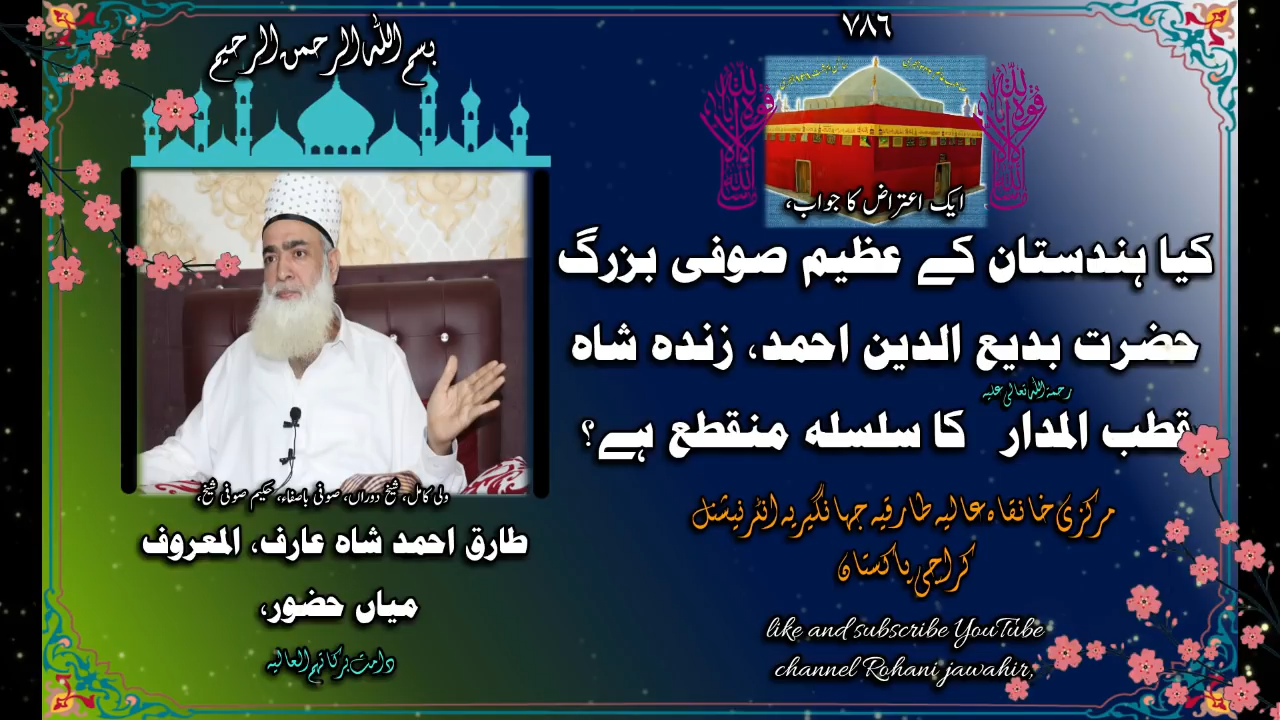 بسم اللہ الرحمن الرحیم
۷۸۶
ایک اعتراض کا جواب،
کیا ہندستان کے عظیم صوفی بزرگ
حضرت بدیع الدین احمد، زندہ شاہ
رحمۃ اللہ تعالی علیہ
قطب المدار کا سلسلہ منقطع ہے؟
مرکزی خانقاہ عالیہ طارقیہ جہانگیریہ انٹرنیشنل
کراچی پاکستان
like and subscribe YouTube
channel Rohani jawahir,
ولی کامل، شیخ دوراں، صوفی باصفاء، حکیم صوفی شیخ،
طارق احمد شاہ عارف، المعروف
میاں حضور،
دامت برکاتہم العالیہ